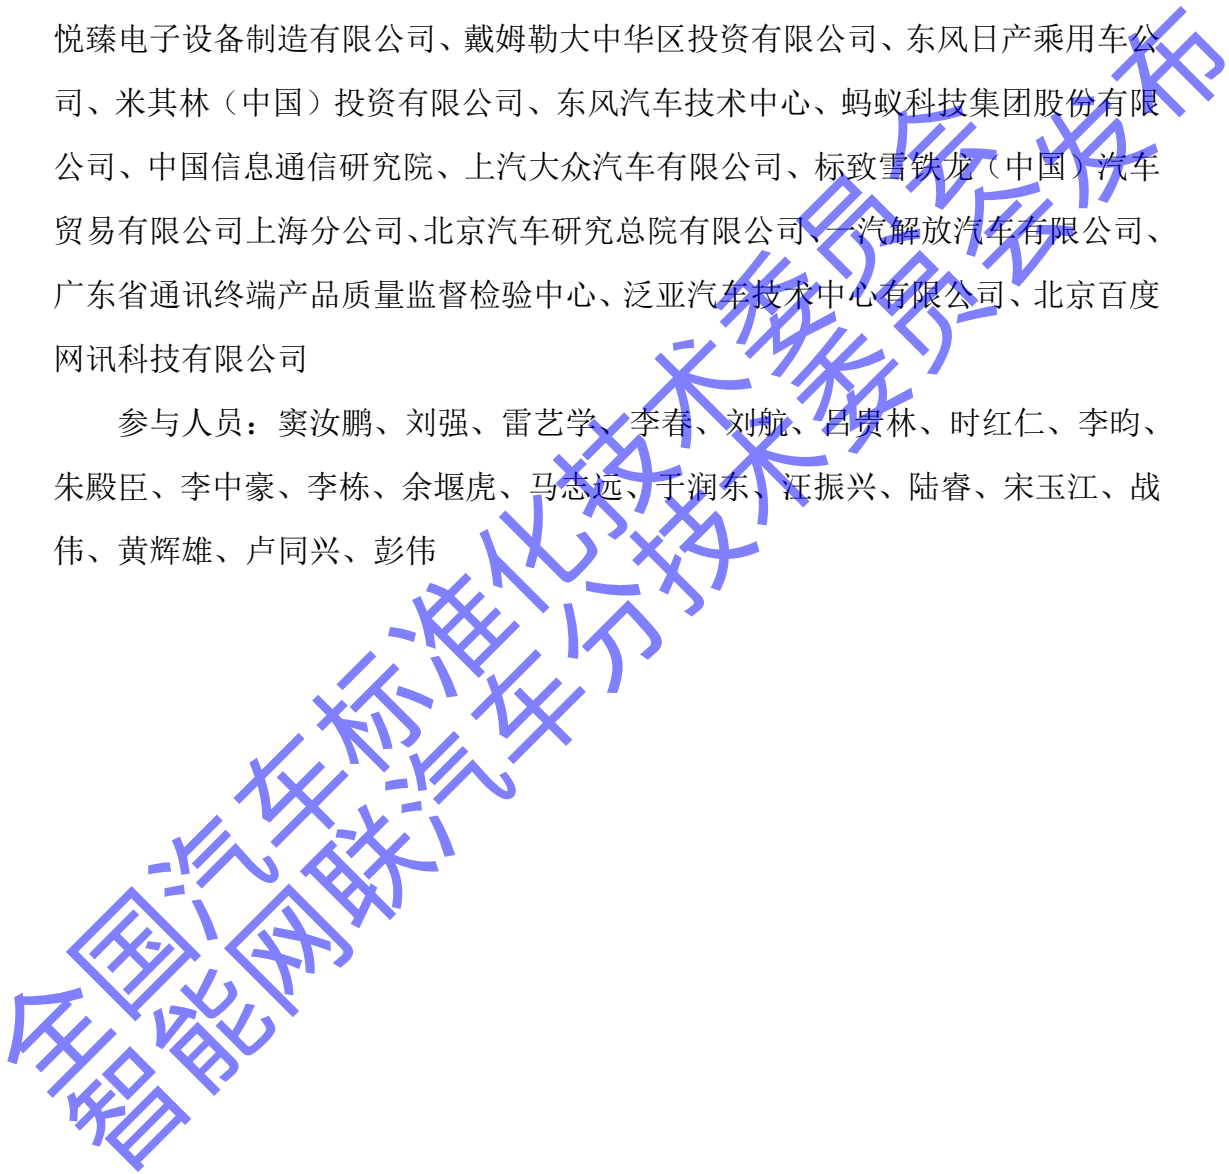 悦臻电子设备制造有限公司、戴姆勒大中华区投资有限公司、东风日产乘用车公
司、米其林（中国）投资有限公司、东风汽车技术中心、蚂蚁科技集团股份有限
公司、中国信息通信研究院、上汽大众汽车有限公司、标致雪铁龙（中国）汽车
贸易有限公司上海分公司、北京汽车研究总院有限公司、一汽解放汽车有限公司、
广东省通讯终端产品质量监督检验中心、泛亚汽车技术中心有限公司、北京百度
网讯科技有限公司
参与人员：窦汝鹏、刘强、雷艺学、李春、刘航、吕贵林、时红仁、李昀、
朱殿臣、李中豪、李栋、余堰虎、马志远、于润东、汪振兴、陆睿、宋玉江、战
伟、黄辉雄、卢同兴、彭伟
全国汽车标准化技术委员会
智能网联汽车分技术委员会发布